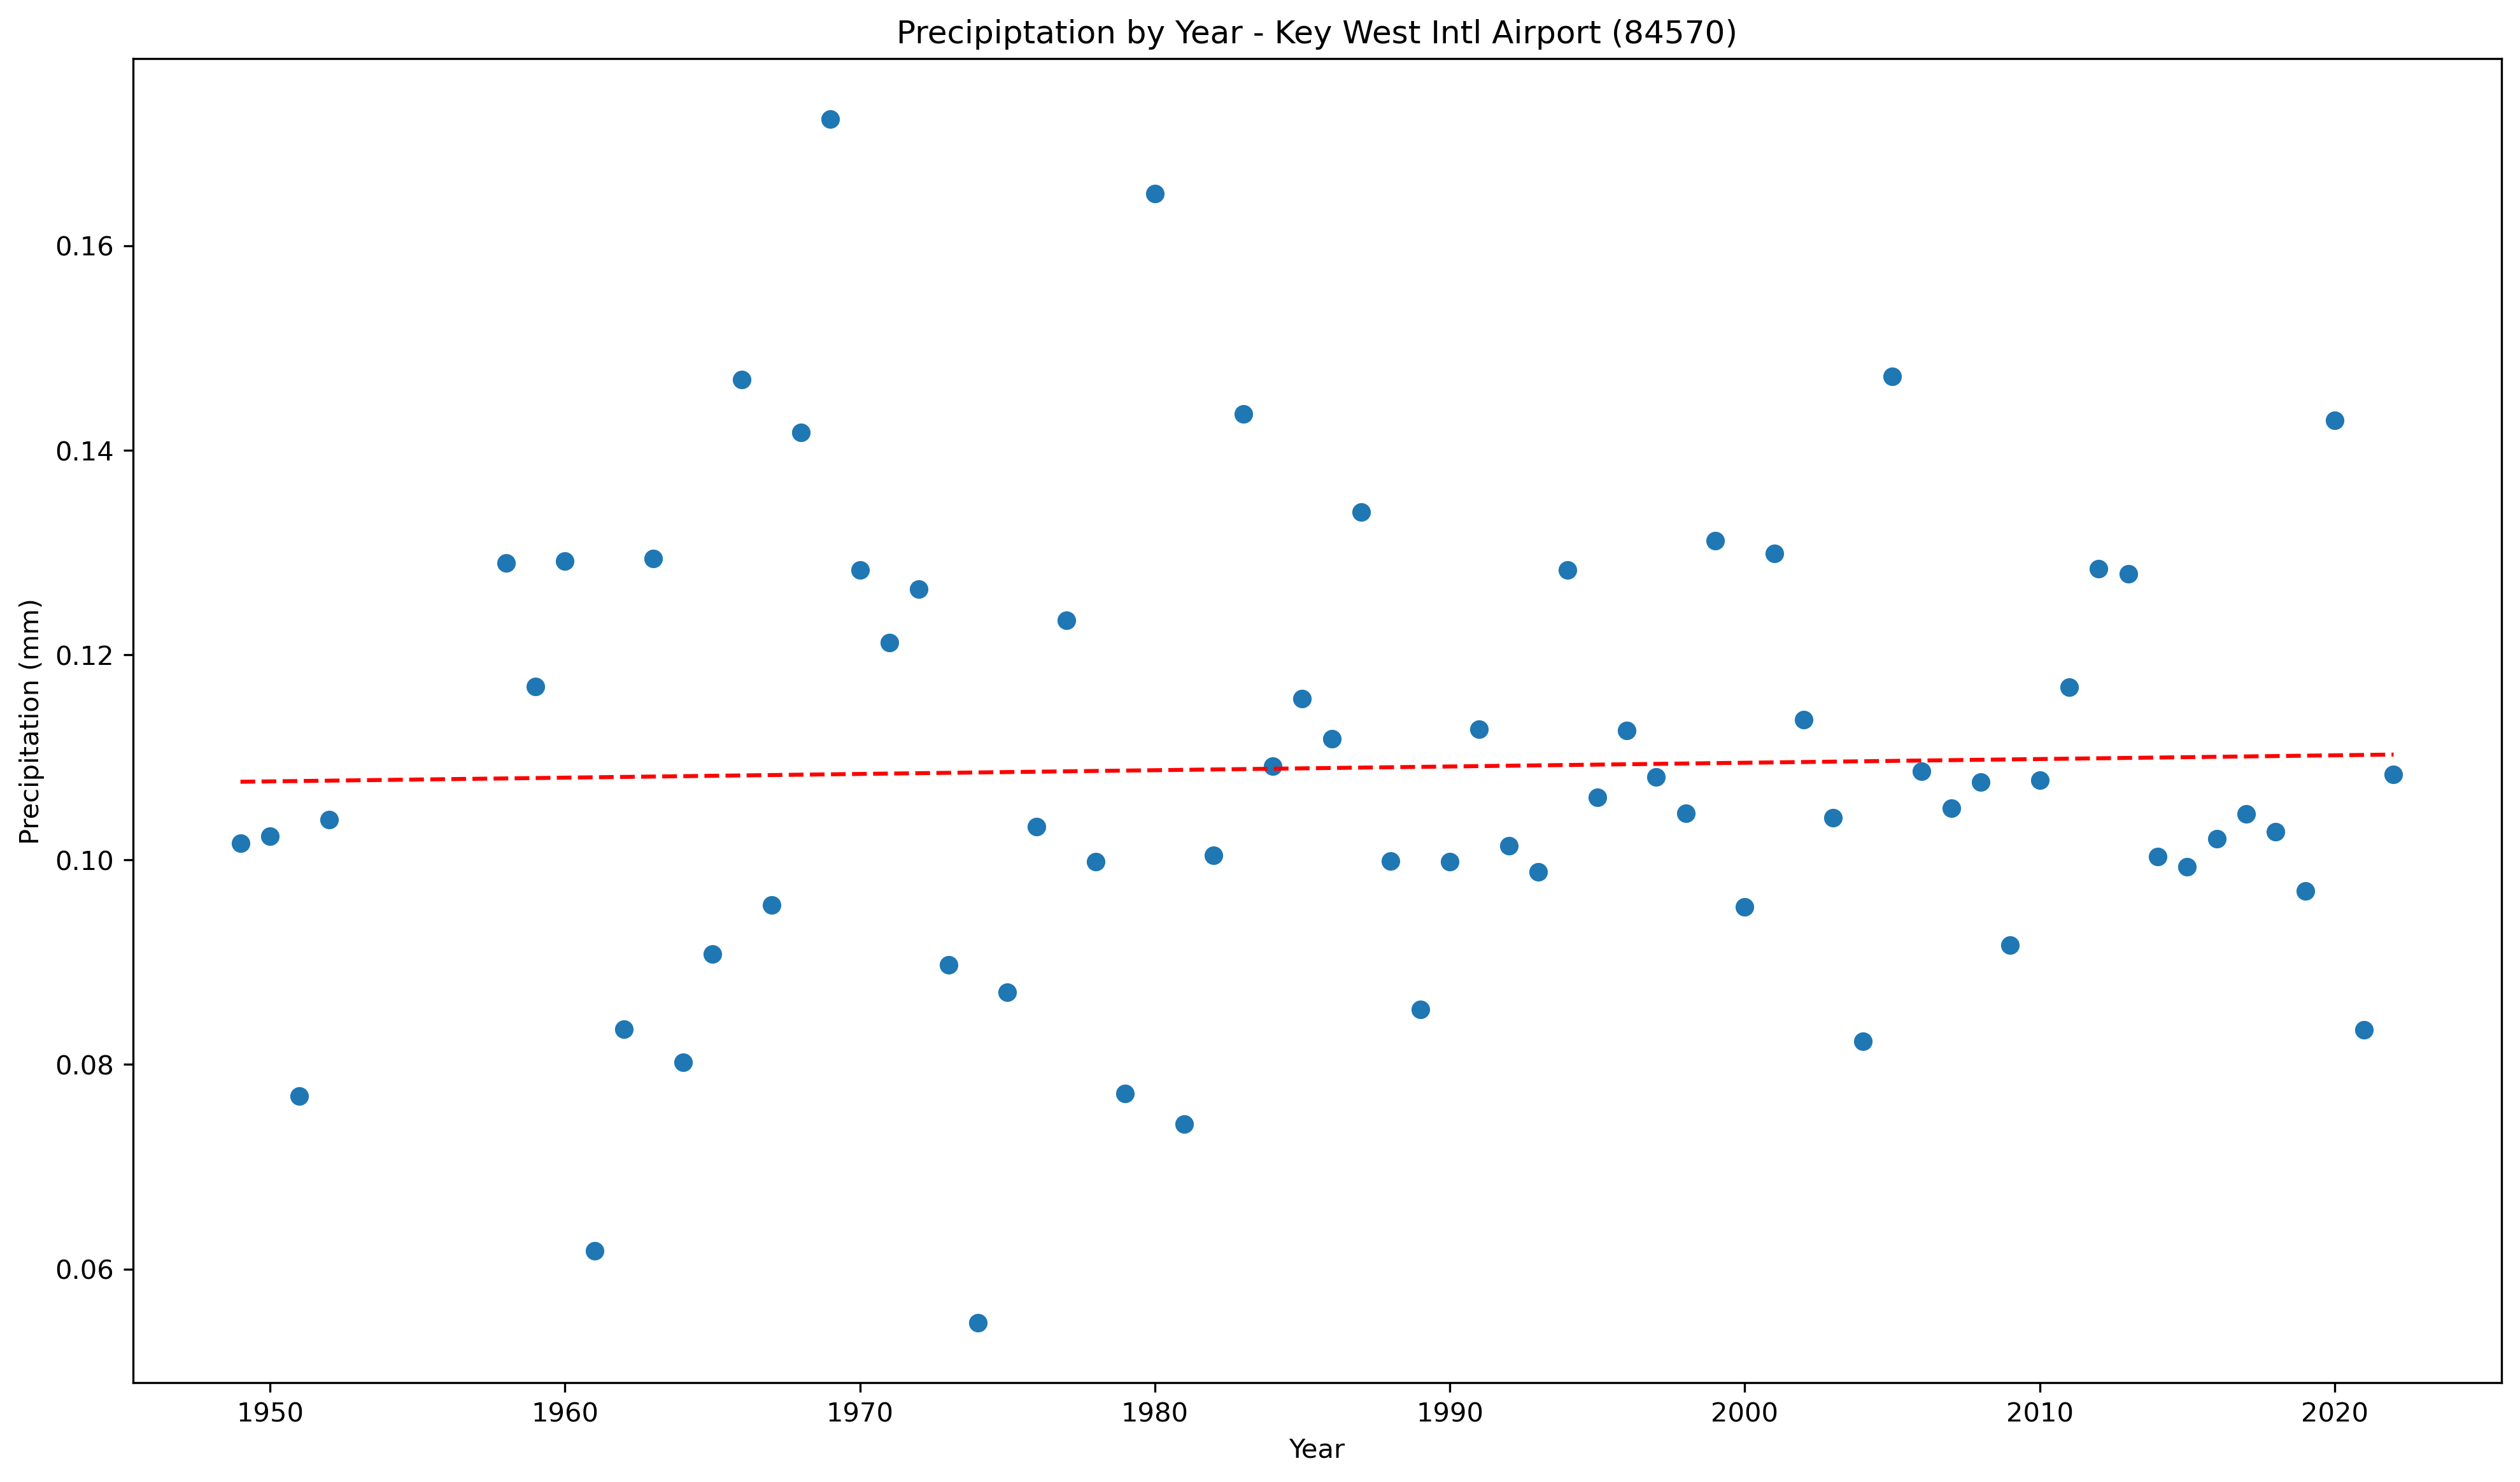 Precipiptation by Year - Key West Intl Airport (84570)
Precipitation (mm)
0.16
0.14
0.12
0.10
0.08
0.06
1950 1960 1970 1980 1990 2000 2010 2020
Year